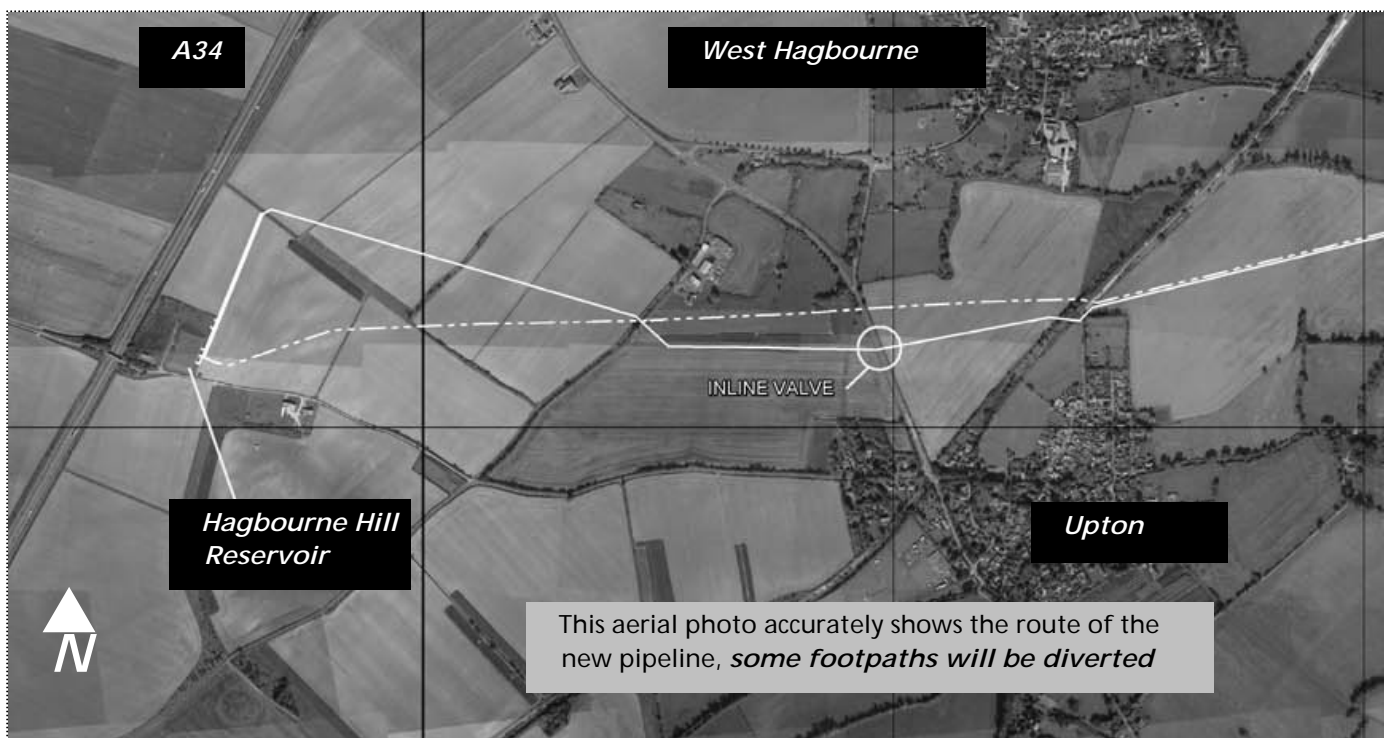 A34
West Hagbourne
INLINE VALVE
Hagbourne Hill
Reservoir
Upton
N
This aerial photo accurately shows the route of the
new pipeline, some footpaths will be diverted